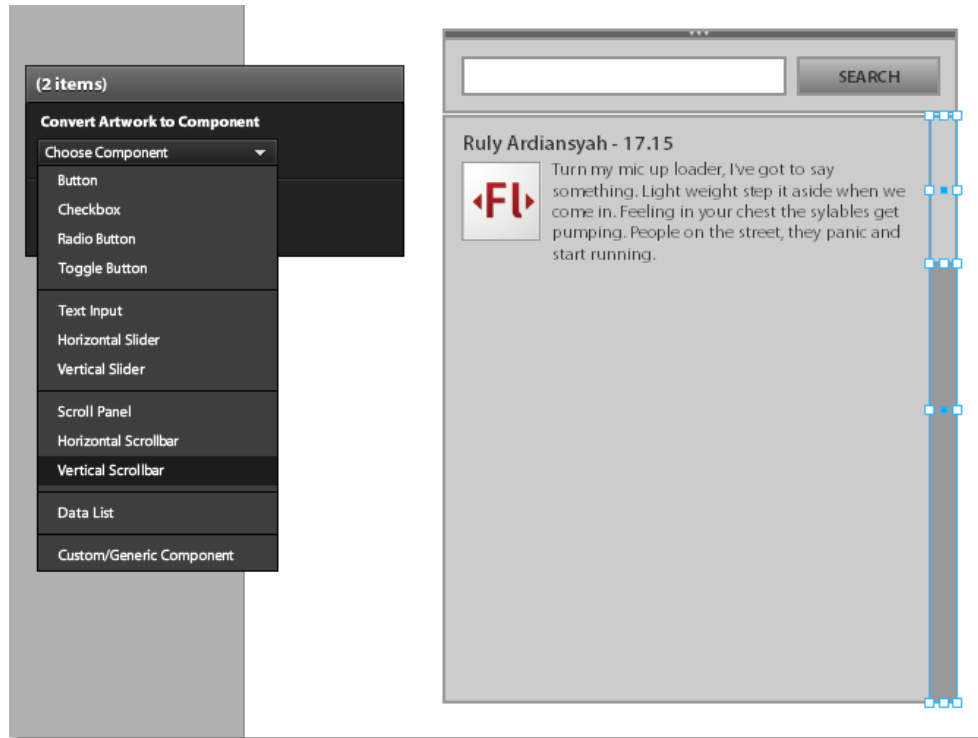 (2 items)
Convert Artwork to Component
Choose Component
Button
Checkbox
Radio Button
Toggle Button
Text Input
Horizontal Slider
Vertical Slider
Scroll Panel
Horizontal Scrollbar
Vertical Scrollbar
Data List
Custom/Generic Component
SEARCH
Ruly Ardiansyah - 17.15
Fl
Turn my mic up loader, I've got to say
something. Light weight step it aside when we
come in. Feeling in your chest the sylables get
pumping. People on the street, they panic and
start running.